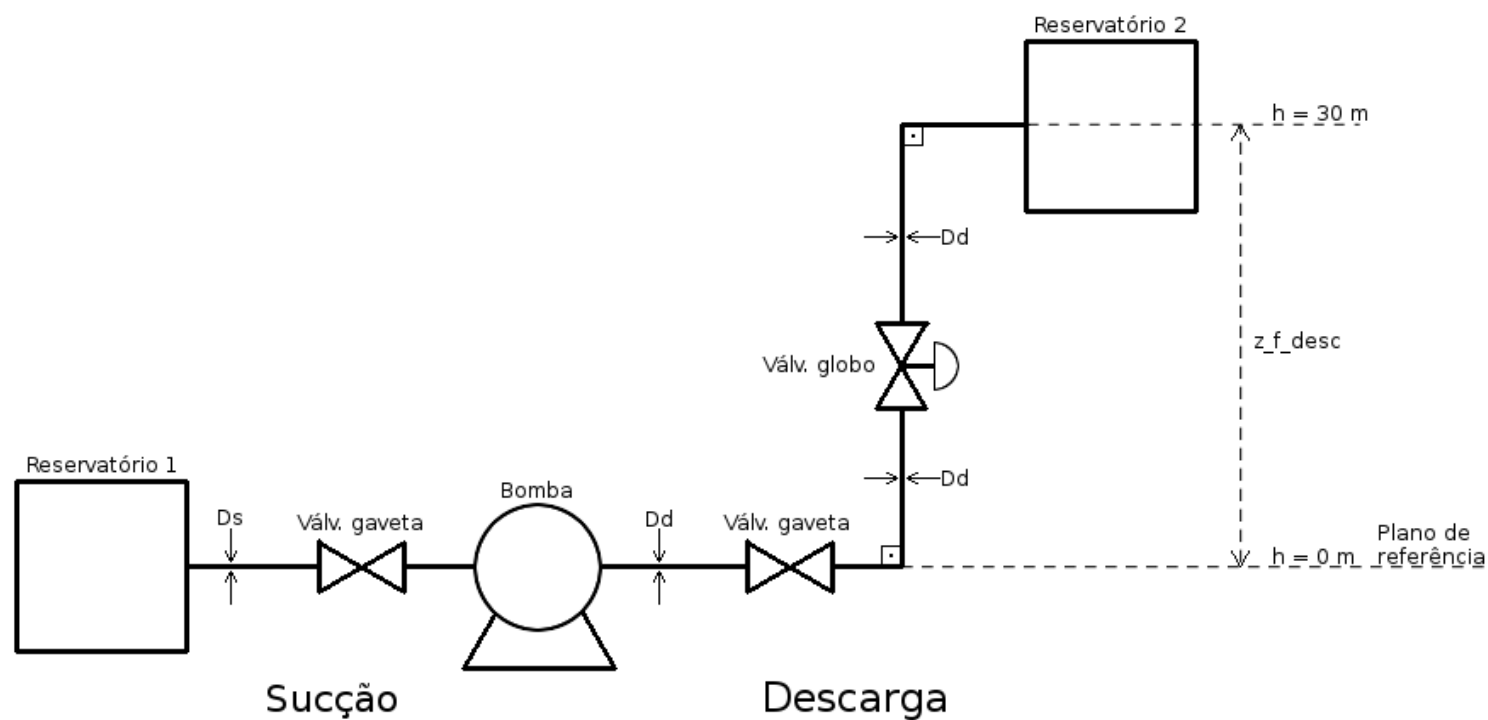 Reservatório 2
h = 30 m
Dd
Válv. globo
z_f_desc
Reservatório 1
Dd
Bomba
Ds
Válv. gaveta
Dd
Válv. gaveta
Plano de
referência
h = 0 m
Sucção
Descarga